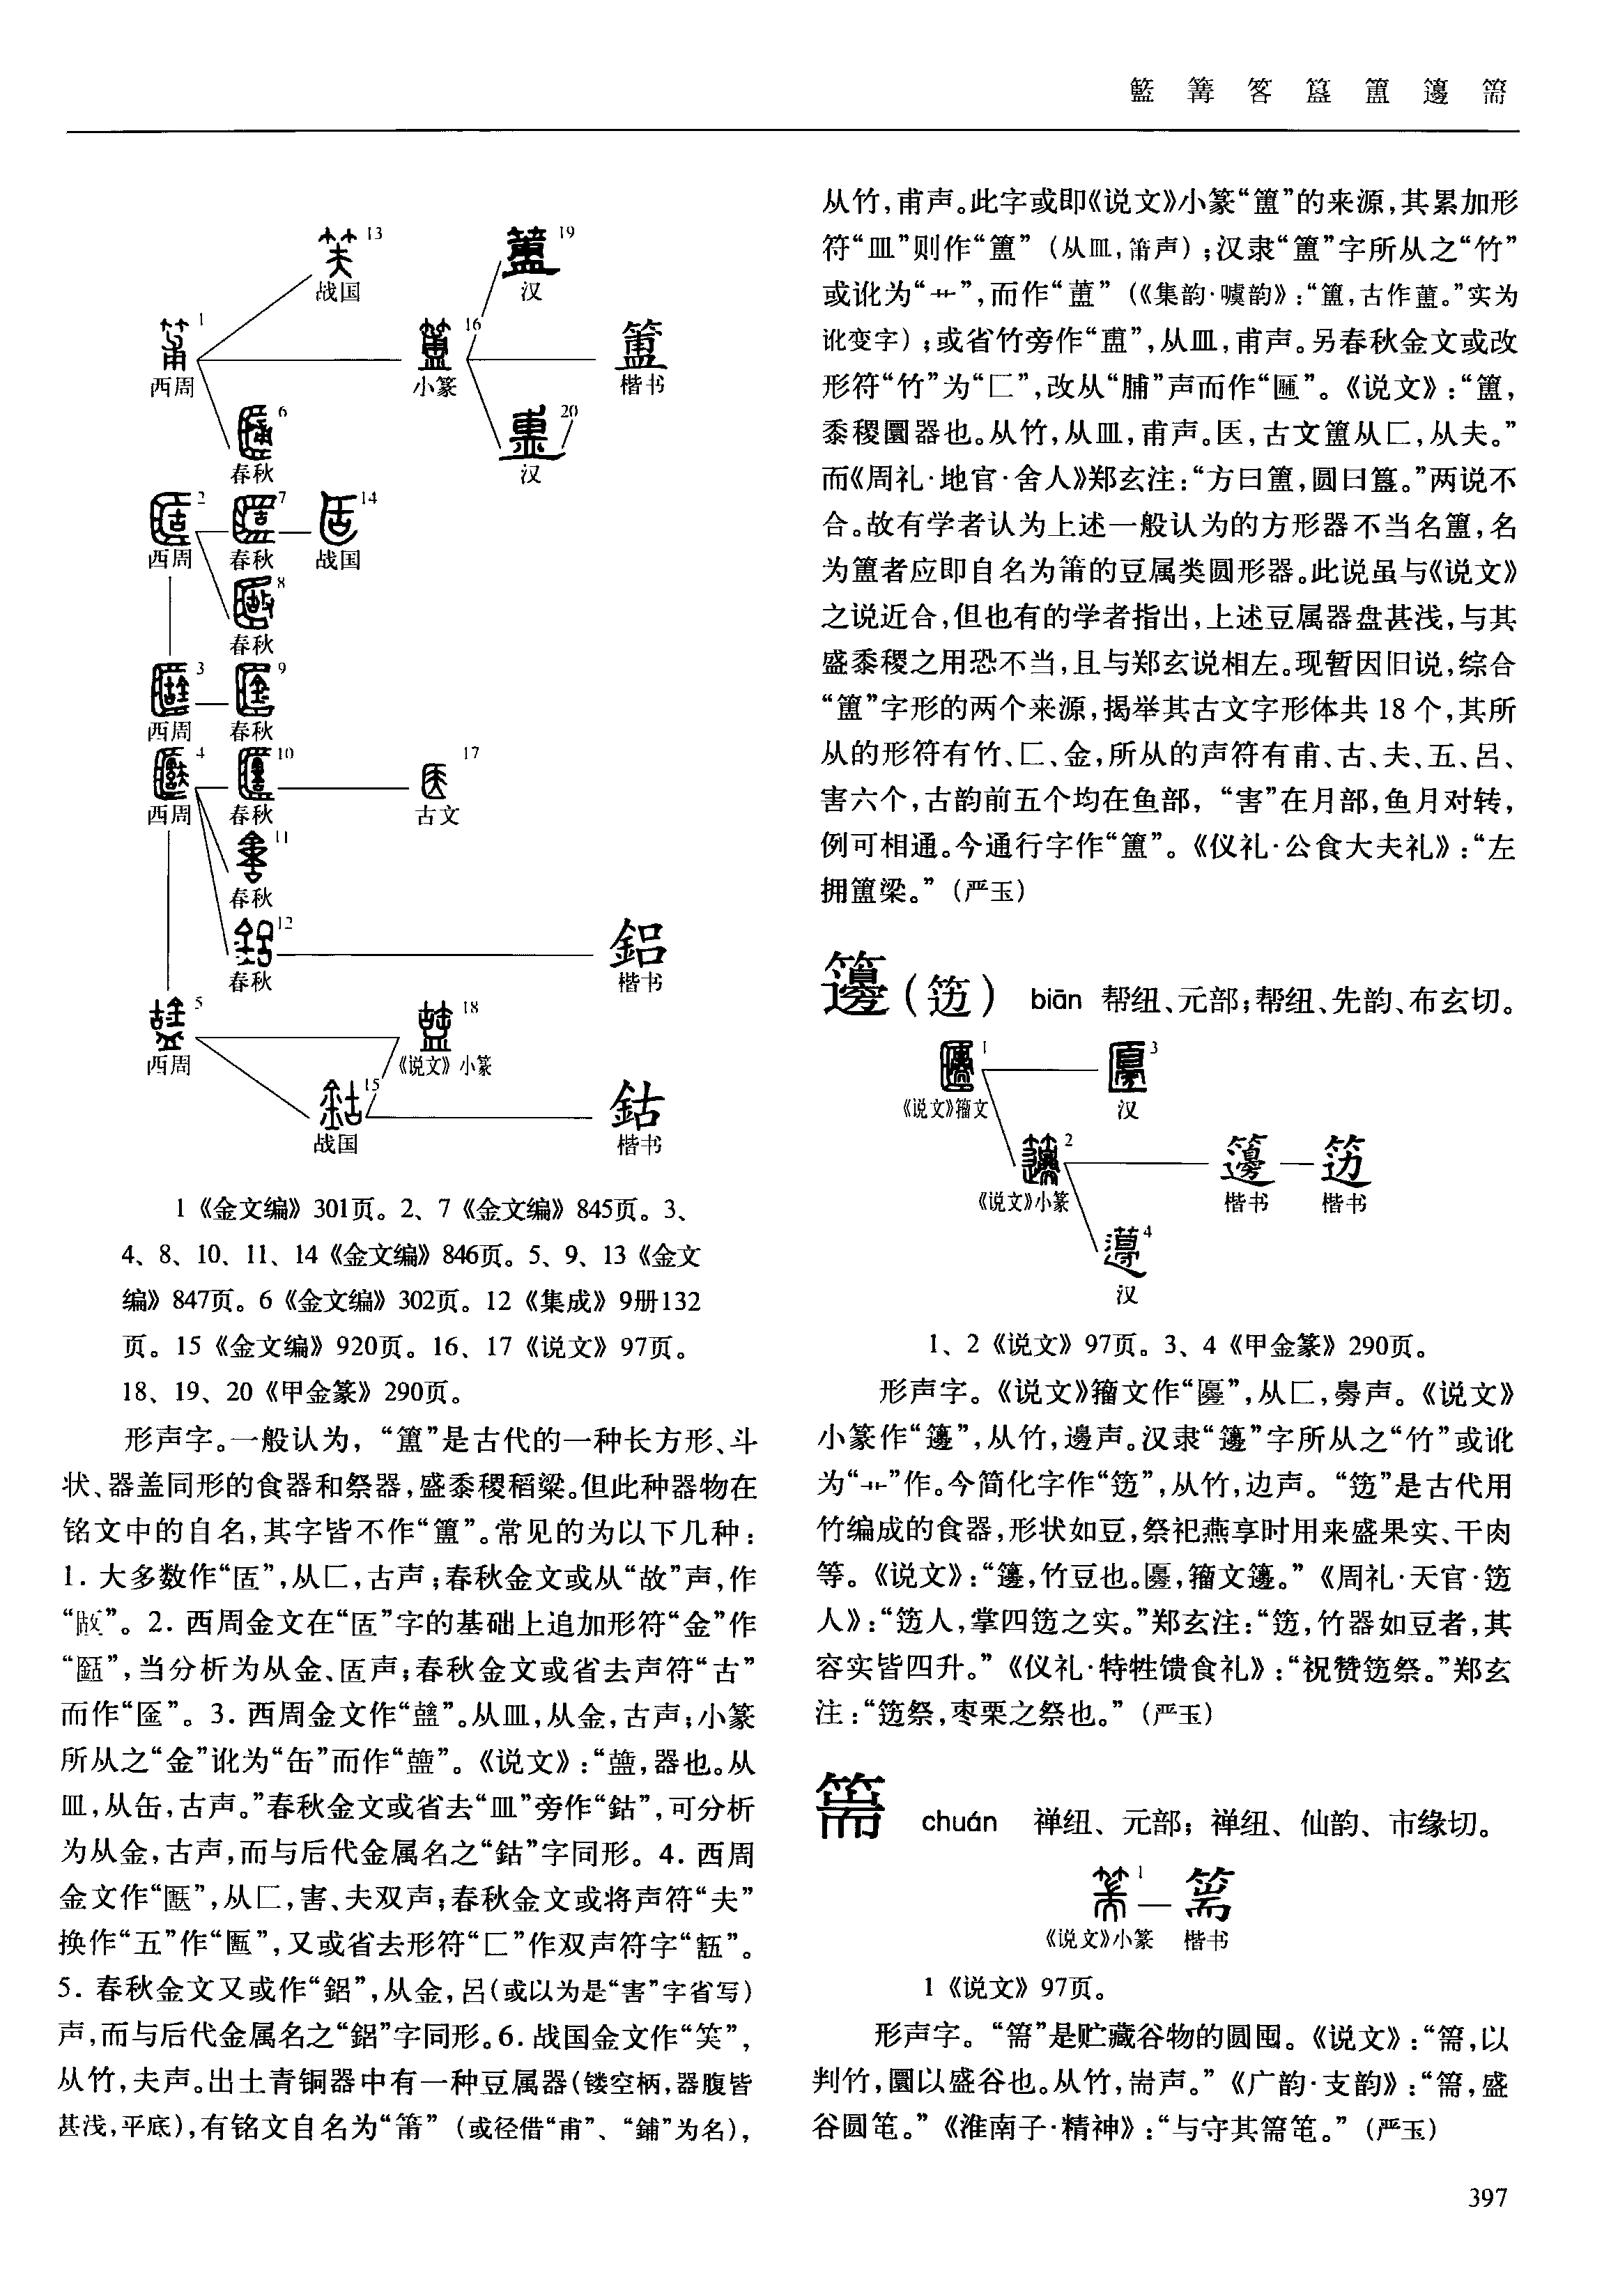 籃 篝 笿 簋 簠 籩 篅
13
战国
19
汉
1
西周
16
小篆
簠
楷书
6
春秋
20
汉
2
西周
7
春秋
14
战国
8
春秋
3
西周
9
春秋
4
西周
10
春秋
17
古文
11
春秋
12
春秋
鋁
楷书
5
西周
18
《说文》小篆
15
战国
鈷
楷书
1《金文编》301页。2、7《金文编》845页。3、
4、8、10、11、14《金文编》846页。5、9、13《金文
编》847页。6《金文编》302页。12《集成》9册132
页。15《金文编》920页。16、17《说文》97页。
18、19、20《甲金篆》290页。
形声字。一般认为，“簠”是古代的一种长方形、斗
状、器盖同形的食器和祭器，盛黍稷稻粱。但此种器物在
铭文中的自名，其字皆不作“簠”。常见的为以下几种：
1. 大多数作“匤”，从匚，古声；春秋金文或从“故”声，作
“”。2. 西周金文在“”字的基础上追加形符“金”作
“”，当分析为从金、声；春秋金文或省去声符“古”
而作“”。3. 西周金文作“”。从皿，从金，古声；小篆
所从之“金”讹为“缶”而作“䀇”。《说文》：“䀇，器也。从
皿，从缶，古声。”春秋金文或省去“皿”旁作“鈷”，可分析
为从金，古声，而与后代金属名之“鈷”字同形。4. 西周
金文作“”，从匚，害、夫双声；春秋金文或将声符“夫”
换作“五”作“”，又或省去形符“匚”作双声符字“”。
5. 春秋金文又或作“鋁”，从金，呂（或以为是“害”字省写）
声，而与后代金属名之“鋁”字同形。6. 战国金文作“笑”，
从竹，夫声。出土青铜器中有一种豆属器（镂空柄，器腹皆
甚浅，平底），有铭文自名为“筩”（或径借“甫”、“鋪”为名），
从竹，甫声。此字或即《说文》小篆“簠”的来源，其累加形
符“皿”则作“簠”（从皿，声）；汉隶“簠”字所从之“竹”
或讹为“艹”，而作“”（《集韵·噳韵》：“簠，古作。”实为
讹变字）；或省竹旁作“”，从皿，甫声。另春秋金文或改
形符“竹”为“匚”，改从“脯”声而作“”。《说文》：“簠，
黍稷圜器也。从竹，从皿，甫声。医，古文簠从匚，从夫。”
而《周礼·地官·舍人》郑玄注：“方曰簠，圆曰簋。”两说不
合。故有学者认为上述一般认为的方形器不当名簠，名
为簠者应即自名为的豆属类圆形器。此说虽与《说文》
之说近合，但也有的学者指出，上述豆属器盘甚浅，与其
盛黍稷之用恐不当，且与郑玄说相左。现暂因旧说，综合
“簠”字形的两个来源，揭举其古文字形体共18个，其所
从的形符有竹、匚、金，所从的声符有甫、古、夫、五、呂、
害六个，古韵前五个均在鱼部，“害”在月部，鱼月对转，
例可相通。今通行字作“簠”。《仪礼·公食大夫礼》：“左
拥簠梁。”（严玉）
籩（笾） biān 帮纽、元部；帮纽、先韵、布玄切。
1
《说文》籀文
3
汉
2
《说文》小篆
籩
楷书
笾
楷书
4
汉
1、2《说文》97页。3、4《甲金篆》290页。
形声字。《说文》籀文作“”，从匚，臱声。《说文》
小篆作“籩”，从竹，邊声。汉隶“籩”字所从之“竹”或讹
为“艹”作。今简化字作“笾”，从竹，边声。“笾”是古代用
竹编成的食器，形状如豆，祭祀燕享时用来盛果实、干肉
等。《说文》：“籩，竹豆也。，籀文籩。”《周礼·天官·笾
人》：“笾人，掌四笾之实。”郑玄注：“笾，竹器如豆者，其
容实皆四升。”《仪礼·特牲馈食礼》：“祝赞笾祭。”郑玄
注：“笾祭，枣栗之祭也。”（严玉）
篅 chuán 禅纽、元部；禅纽、仙韵、市缘切。
1
《说文》小篆
篅
楷书
1《说文》97页。
形声字。“篅”是贮藏谷物的圆囤。《说文》：“篅，以
判竹，圜以盛谷也。从竹，耑声。”《广韵·支韵》：“篅，盛
谷圆笔。”《淮南子·精神》：“与守其篅笔。”（严玉）
397